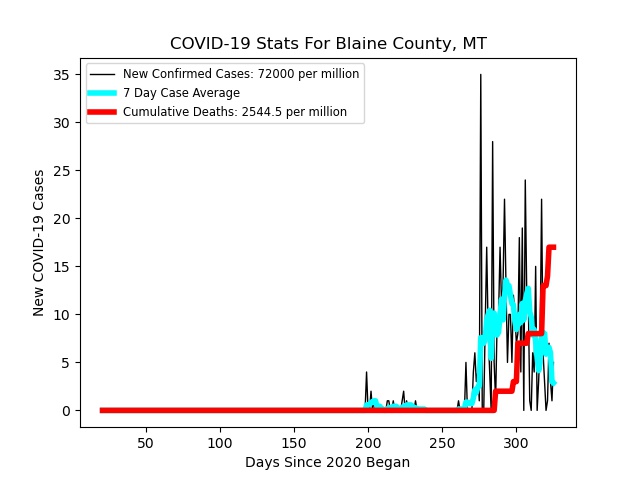 COVID-19 Stats For Blaine County, MT
New Confirmed Cases: 72000 per million
7 Day Case Average
Cumulative Deaths: 2544.5 per million
New COVID-19 Cases
35
30
25
20
15
10
5
0
50
100
150
200
250
300
Days Since 2020 Began